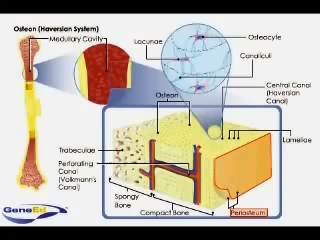 Osteon (Haversian System)
Medullary Cavity
Lacunae
Osteocyte
Canaliculi
Central Canal
(Haversian
Canal)
Osteon
Lamellae
Trabeculae
Perforating
Canal
(Volkmann's
Canal)
Spongy
Bone
Compact Bone
Periosteum
GeneEd